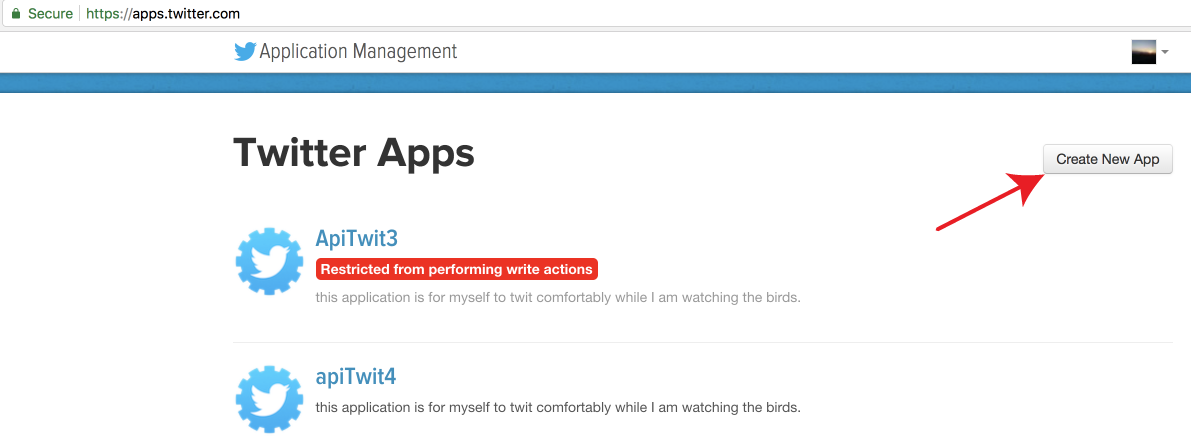 Secure https://apps.twitter.com
Application Management
Twitter Apps
Create New App
ApiTwit3
Restricted from performing write actions
this application is for myself to twit comfortably while I am watching the birds.
apiTwit4
this application is for myself to twit comfortably while I am watching the birds.